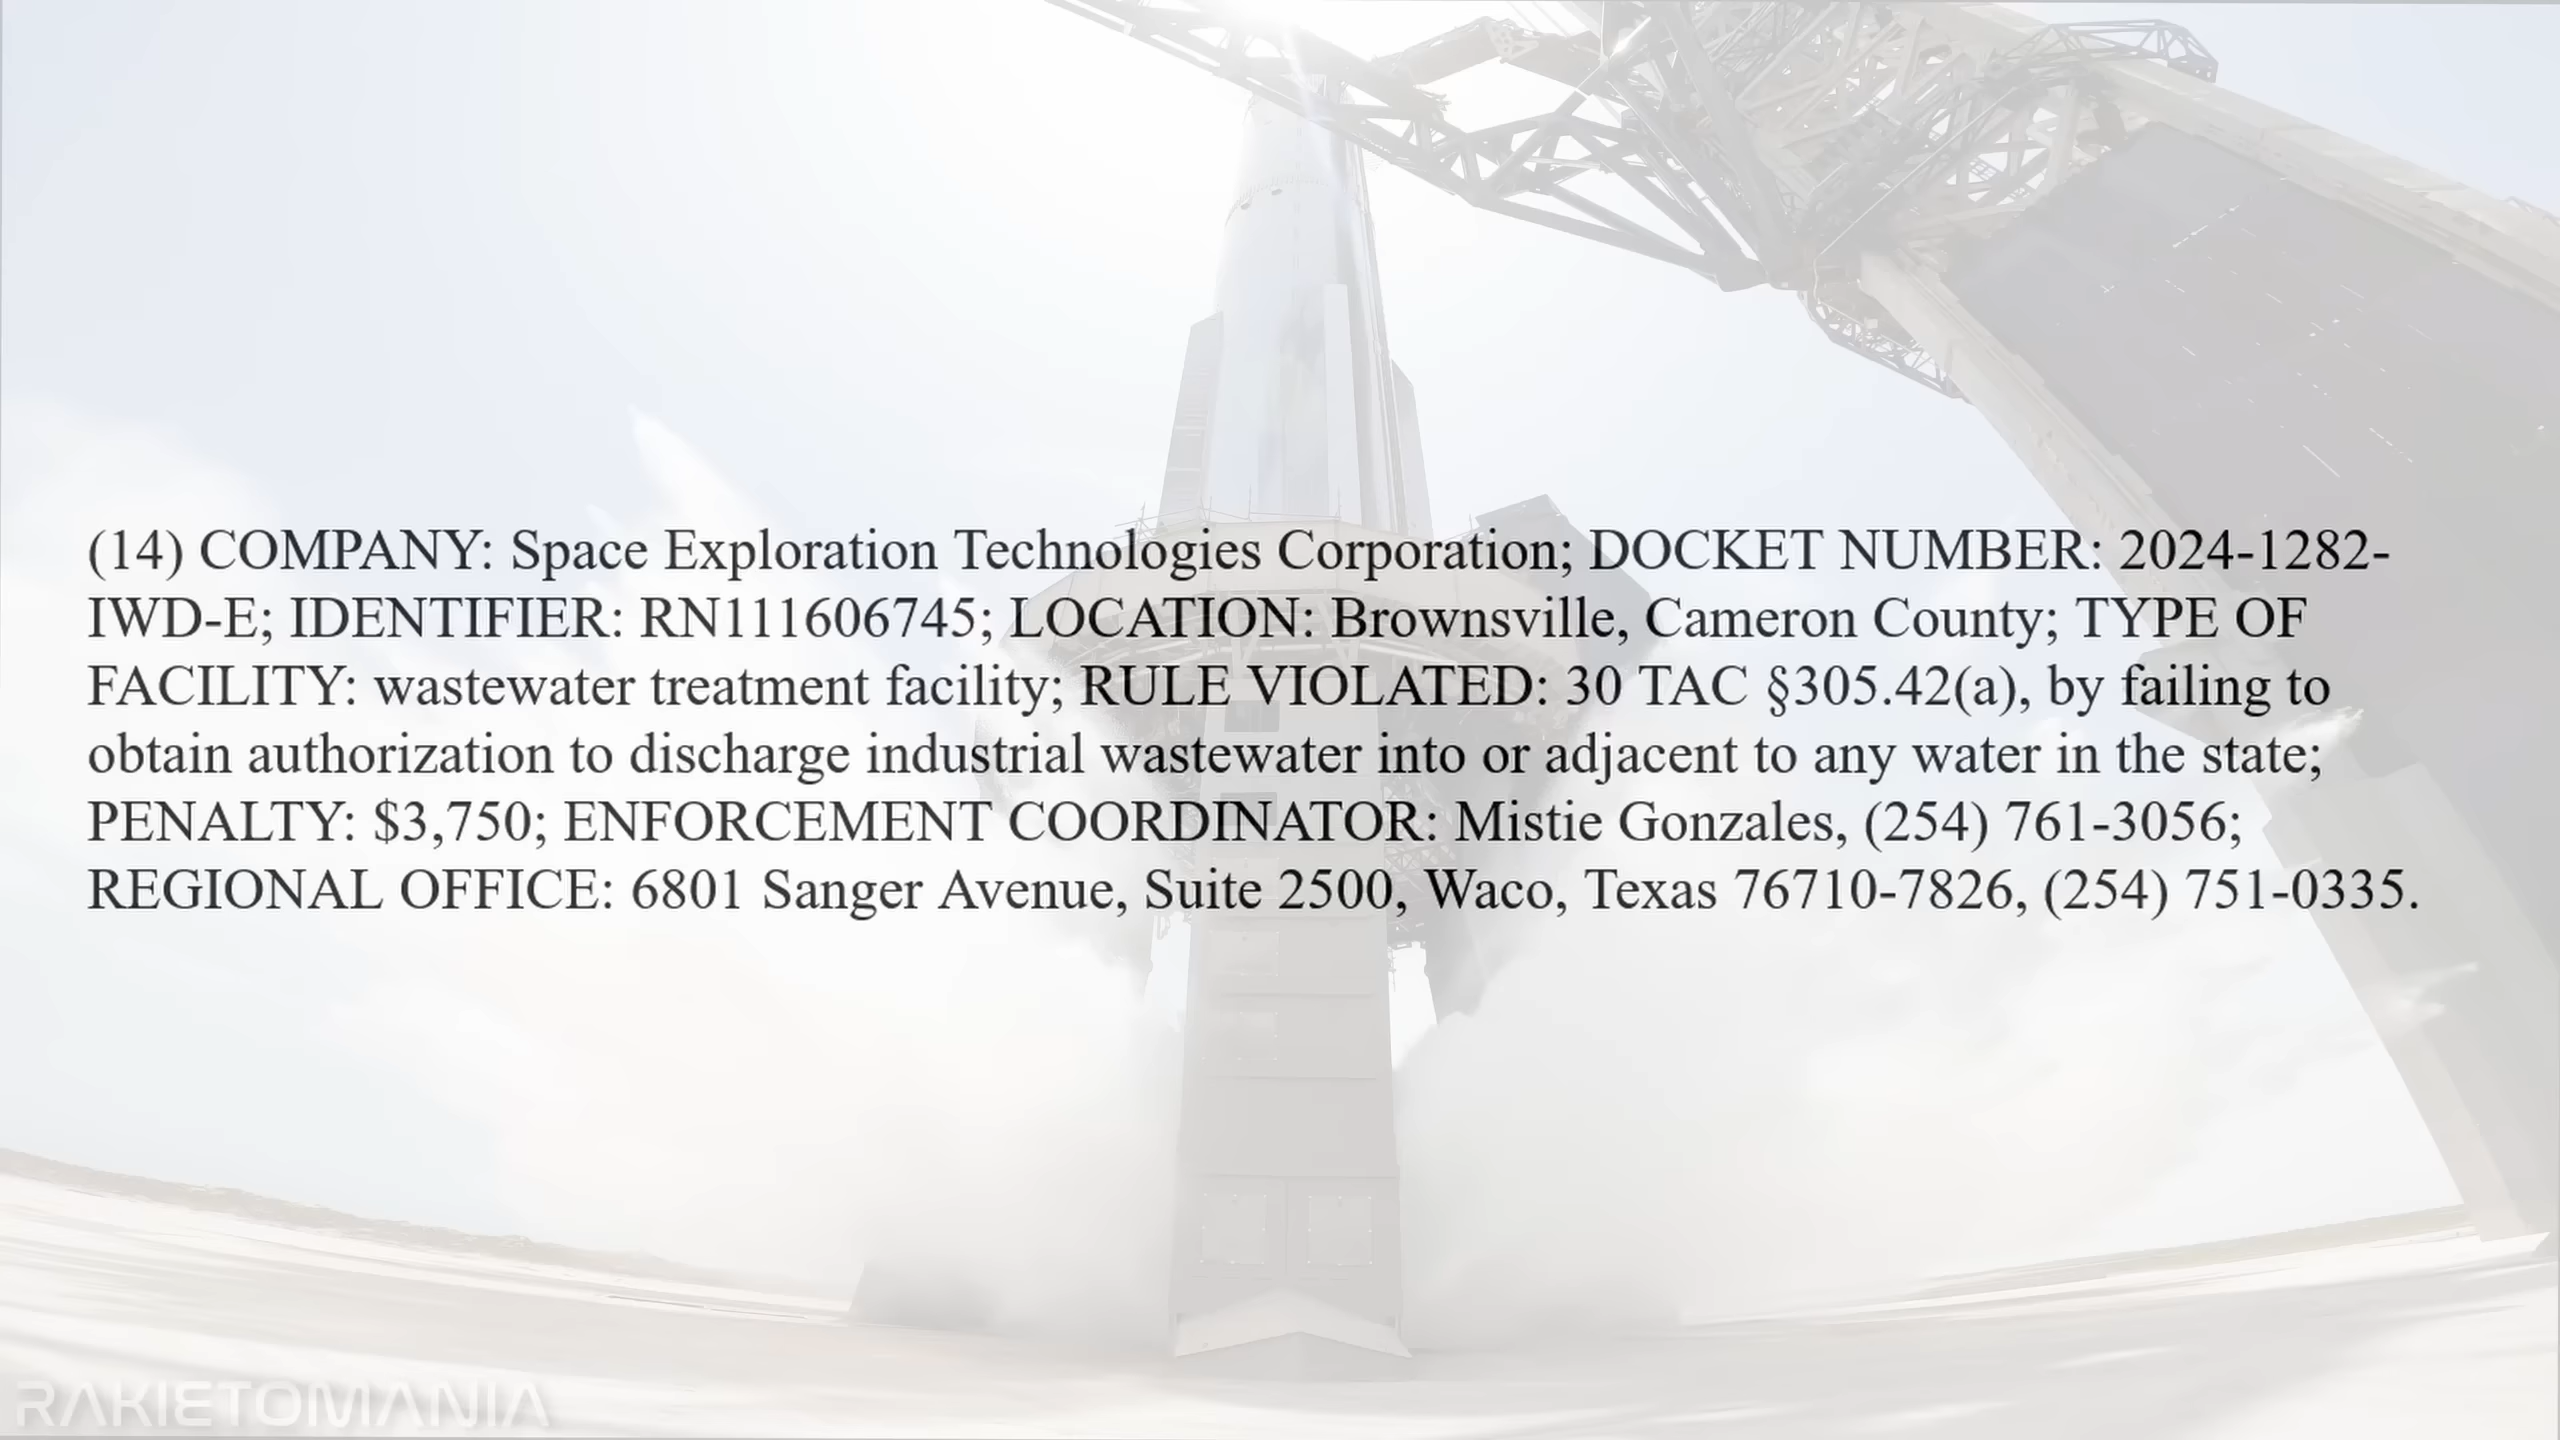 (14) COMPANY: Space Exploration Technologies Corporation; DOCKET NUMBER: 2024-1282-
IWD-E; IDENTIFIER: RN111606745; LOCATION: Brownsville, Cameron County; TYPE OF
FACILITY: wastewater treatment facility; RULE VIOLATED: 30 TAC §305.42(a), by failing to
obtain authorization to discharge industrial wastewater into or adjacent to any water in the state;
PENALTY: $3,750; ENFORCEMENT COORDINATOR: Mistie Gonzales, (254) 761-3056;
REGIONAL OFFICE: 6801 Sanger Avenue, Suite 2500, Waco, Texas 76710-7826, (254) 751-0335.
RAKIETOMANIA